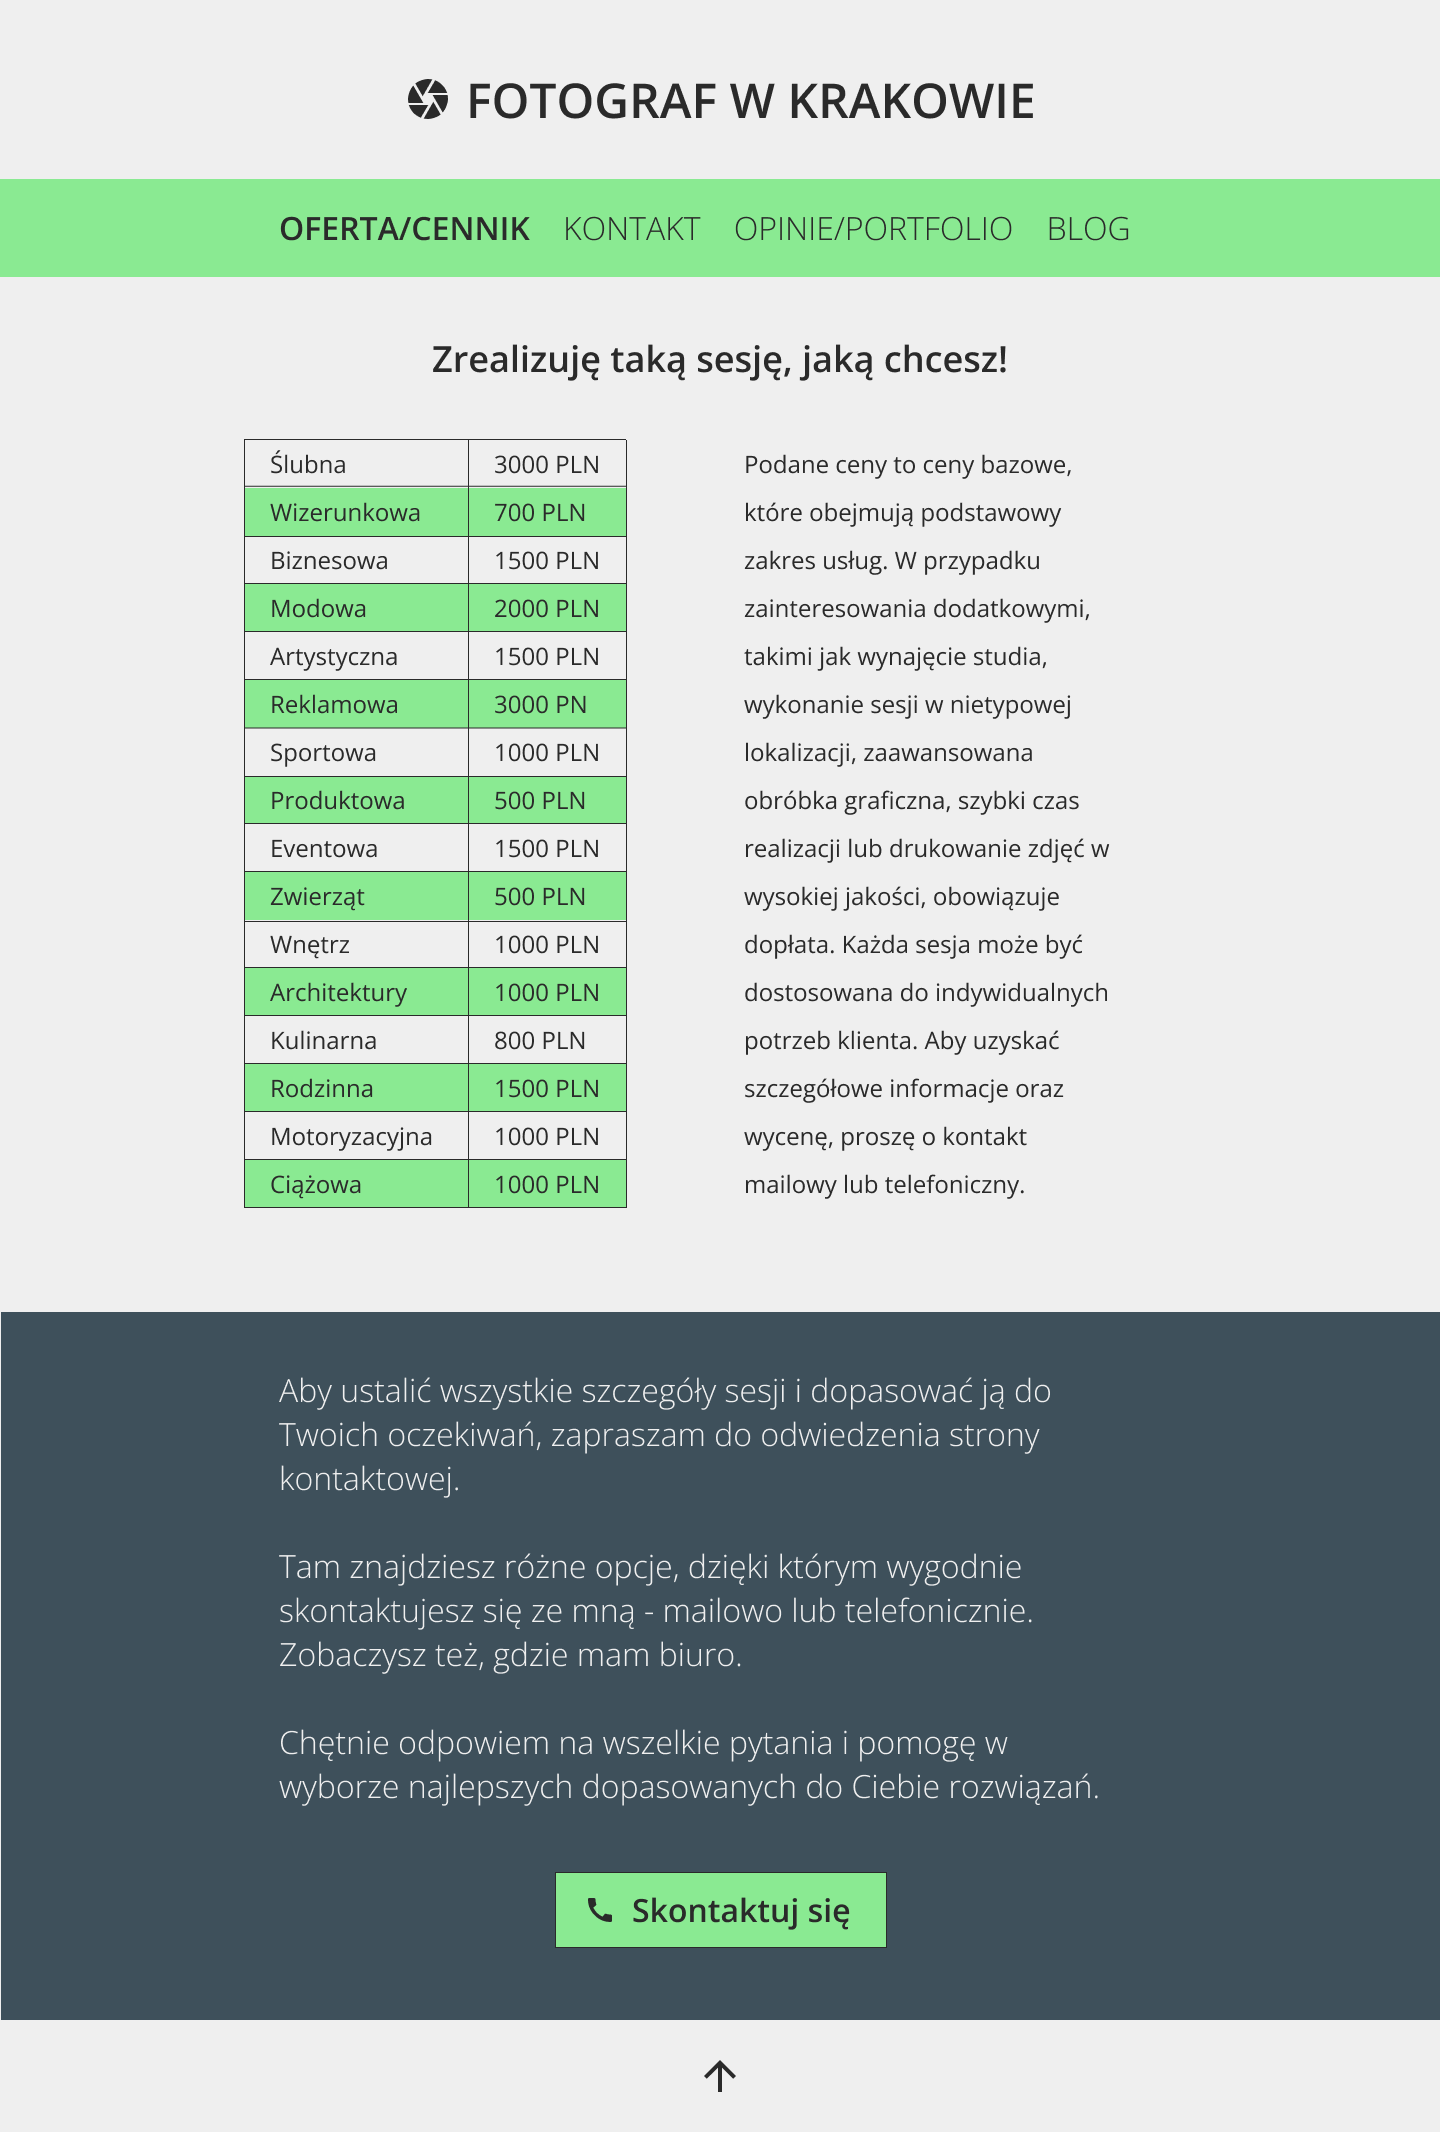 FOTOGRAF W KRAKOWIE
OFERTA/CENNIK KONTAKT OPINIE/PORTFOLIO BLOG
Zrealizuję taką sesję, jaką chcesz!
Ślubna 3000 PLN
Wizerunkowa 700 PLN
Biznesowa 1500 PLN
Modowa 2000 PLN
Artystyczna 1500 PLN
Reklamowa 3000 PN
Sportowa 1000 PLN
Produktowa 500 PLN
Eventowa 1500 PLN
Zwierząt 500 PLN
Wnętrz 1000 PLN
Architektury 1000 PLN
Kulinarna 800 PLN
Rodzinna 1500 PLN
Motoryzacyjna 1000 PLN
Ciążowa 1000 PLN
Podane ceny to ceny bazowe,
które obejmują podstawowy
zakres usług. W przypadku
zainteresowania dodatkowymi,
takimi jak wynajęcie studia,
wykonanie sesji w nietypowej
lokalizacji, zaawansowana
obróbka graficzna, szybki czas
realizacji lub drukowanie zdjęć w
wysokiej jakości, obowiązuje
dopłata. Każda sesja może być
dostosowana do indywidualnych
potrzeb klienta. Aby uzyskać
szczegółowe informacje oraz
wycenę, proszę o kontakt
mailowy lub telefoniczny.
Aby ustalić wszystkie szczegóły sesji i dopasować ją do
Twoich oczekiwań, zapraszam do odwiedzenia strony
kontaktowej.
Tam znajdziesz różne opcje, dzięki którym wygodnie
skontaktujesz się ze mną - mailowo lub telefonicznie.
Zobaczysz też, gdzie mam biuro.
Chętnie odpowiem na wszelkie pytania i pomogę w
wyborze najlepszych dopasowanych do Ciebie rozwiązań.
Skontaktuj się